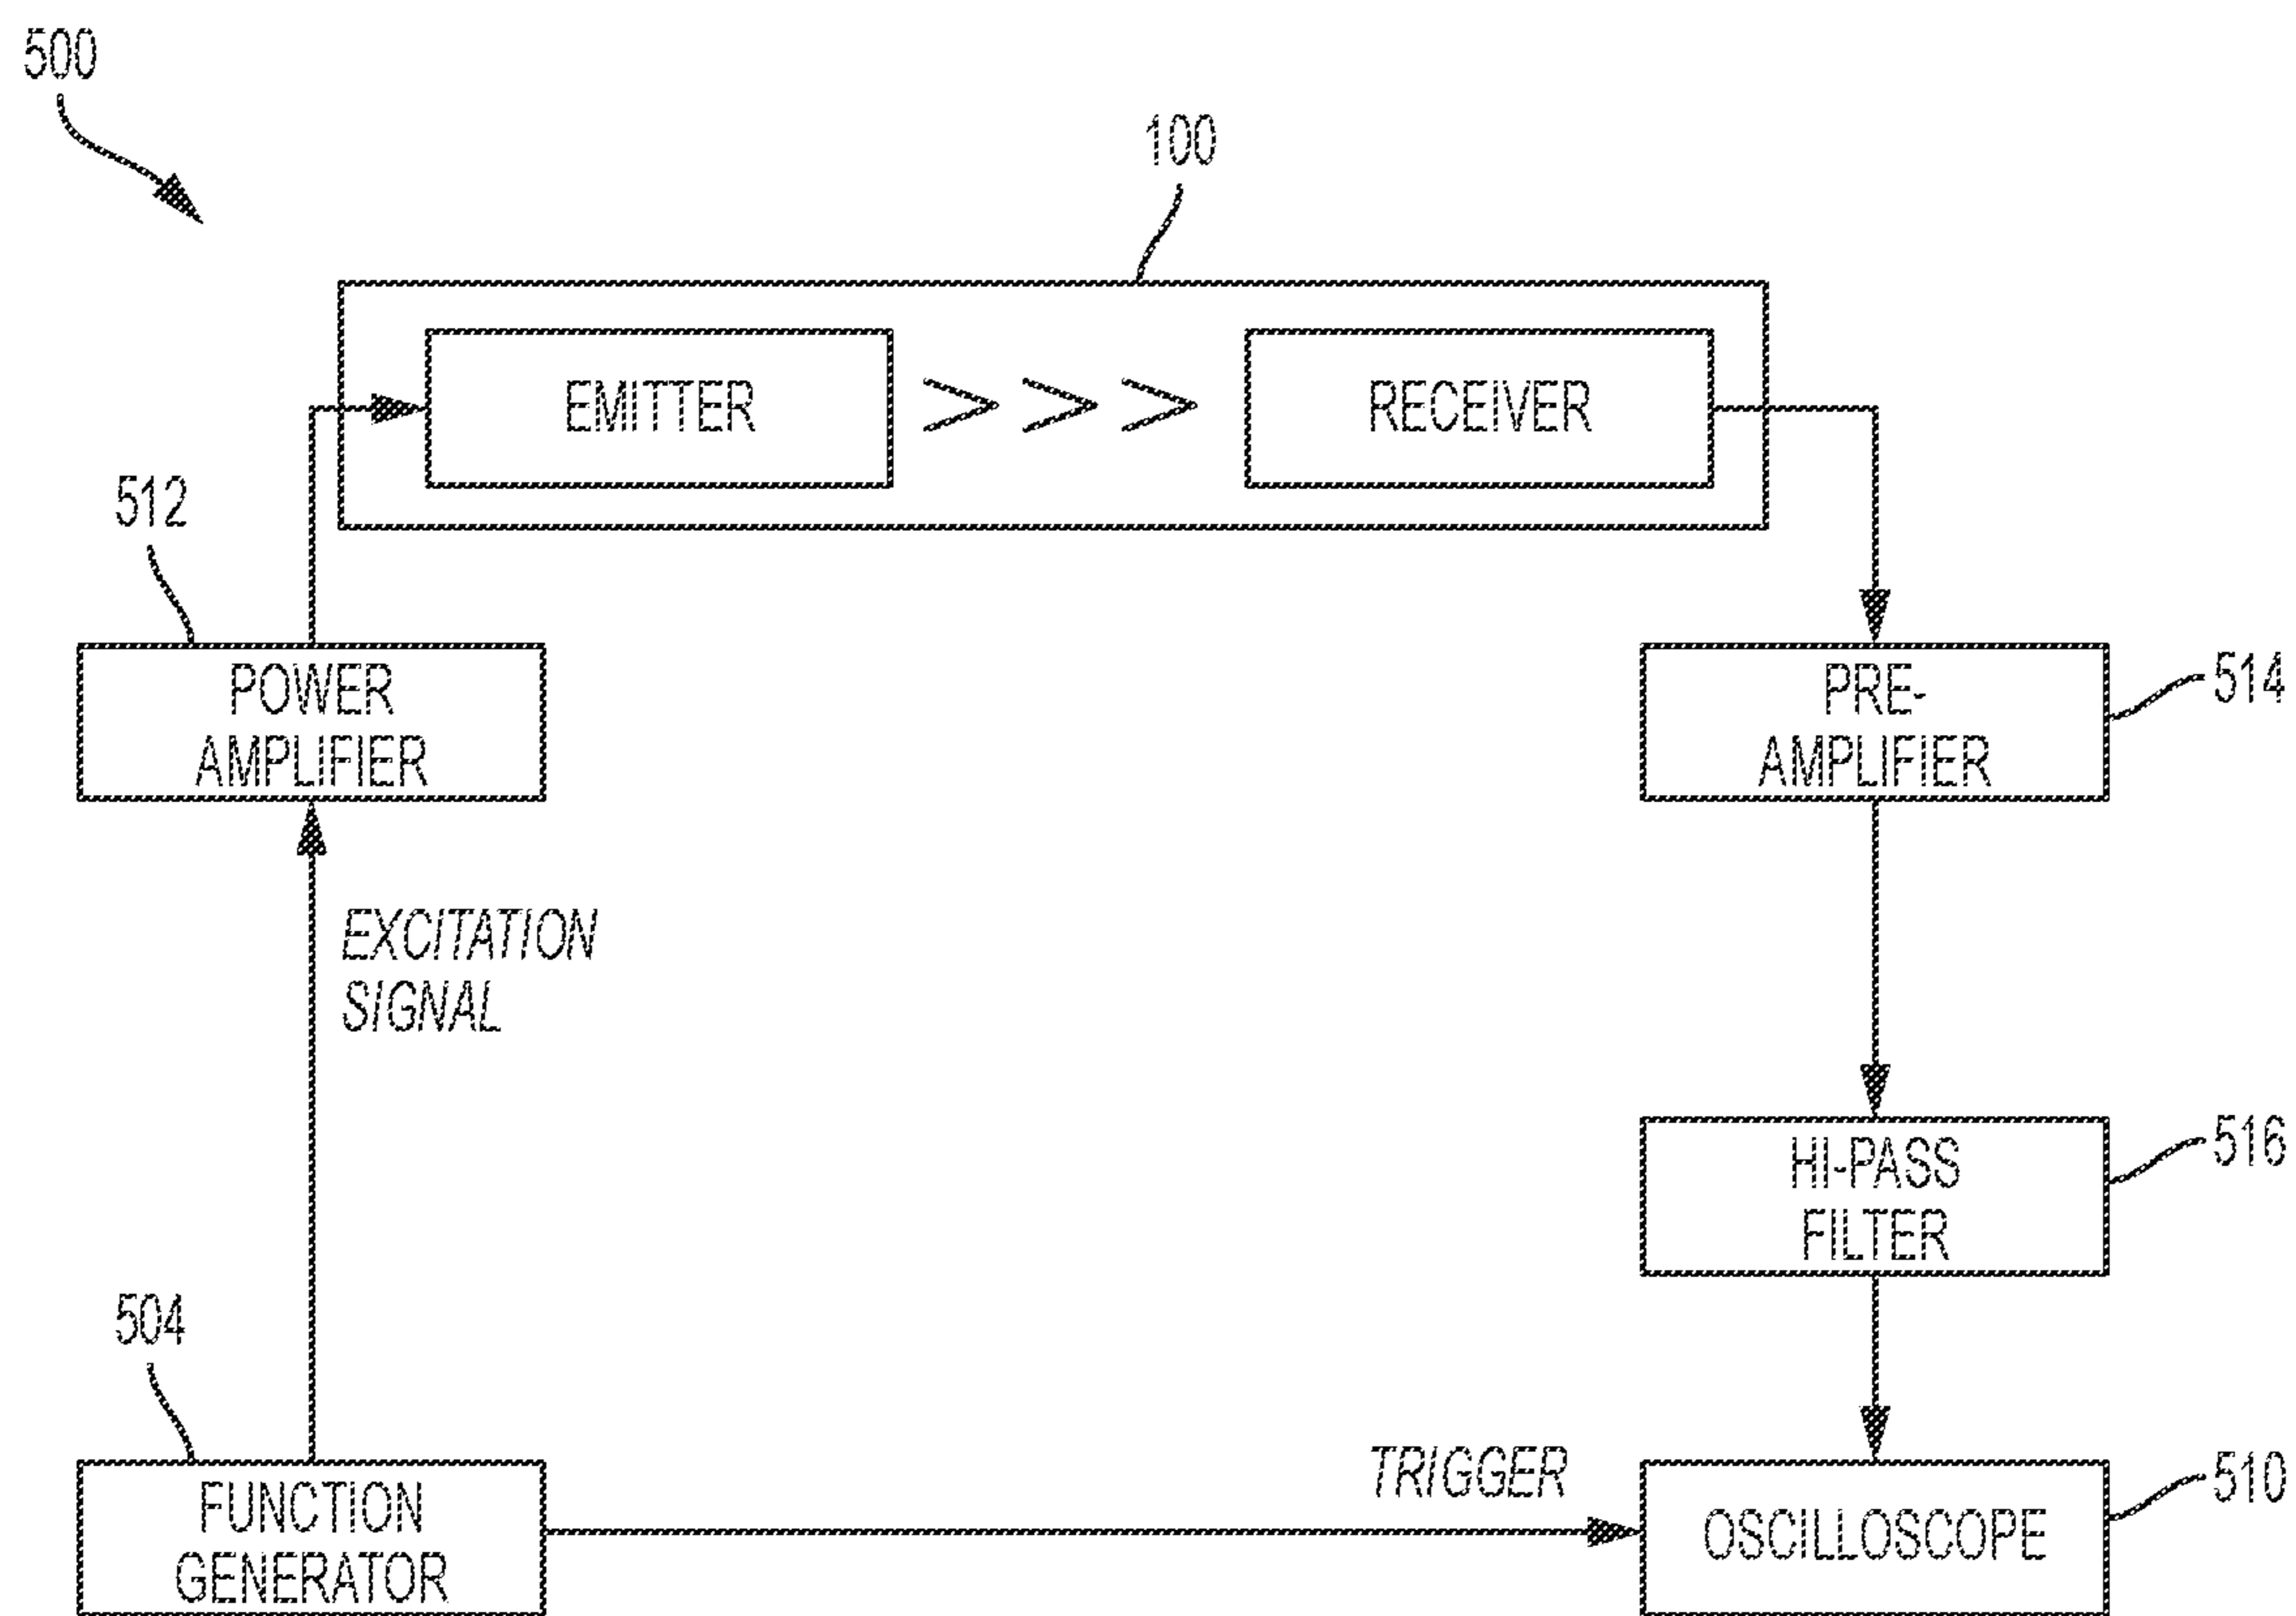 500
100
EMITTER
>>>
RECEIVER
512
POWER
AMPLIFIER
PRE-
AMPLIFIER
514
EXCITATION
SIGNAL
HI-PASS
FILTER
516
504
FUNCTION
GENERATOR
TRIGGER
OSCILLOSCOPE
510